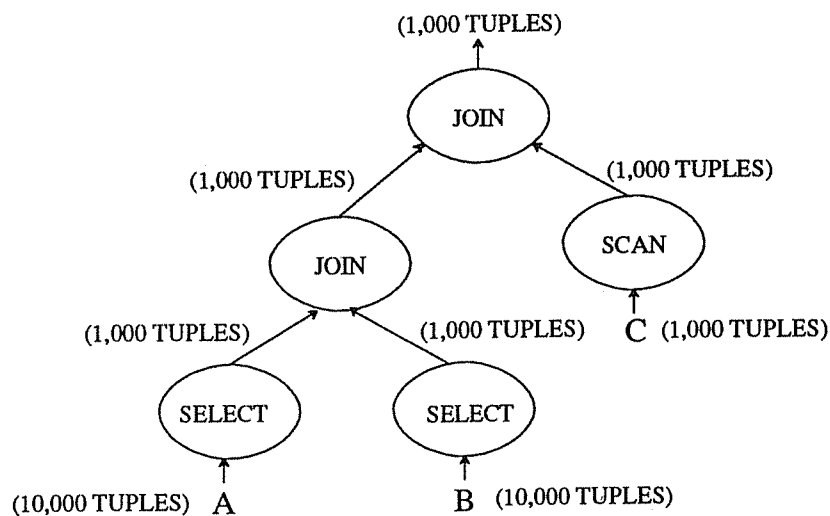 (1,000 TUPLES)
JOIN
(1,000 TUPLES)
(1,000 TUPLES)
SCAN
JOIN
(1,000 TUPLES)
(1,000 TUPLES)
C (1,000 TUPLES)
SELECT
SELECT
(10,000 TUPLES) A
B (10,000 TUPLES)